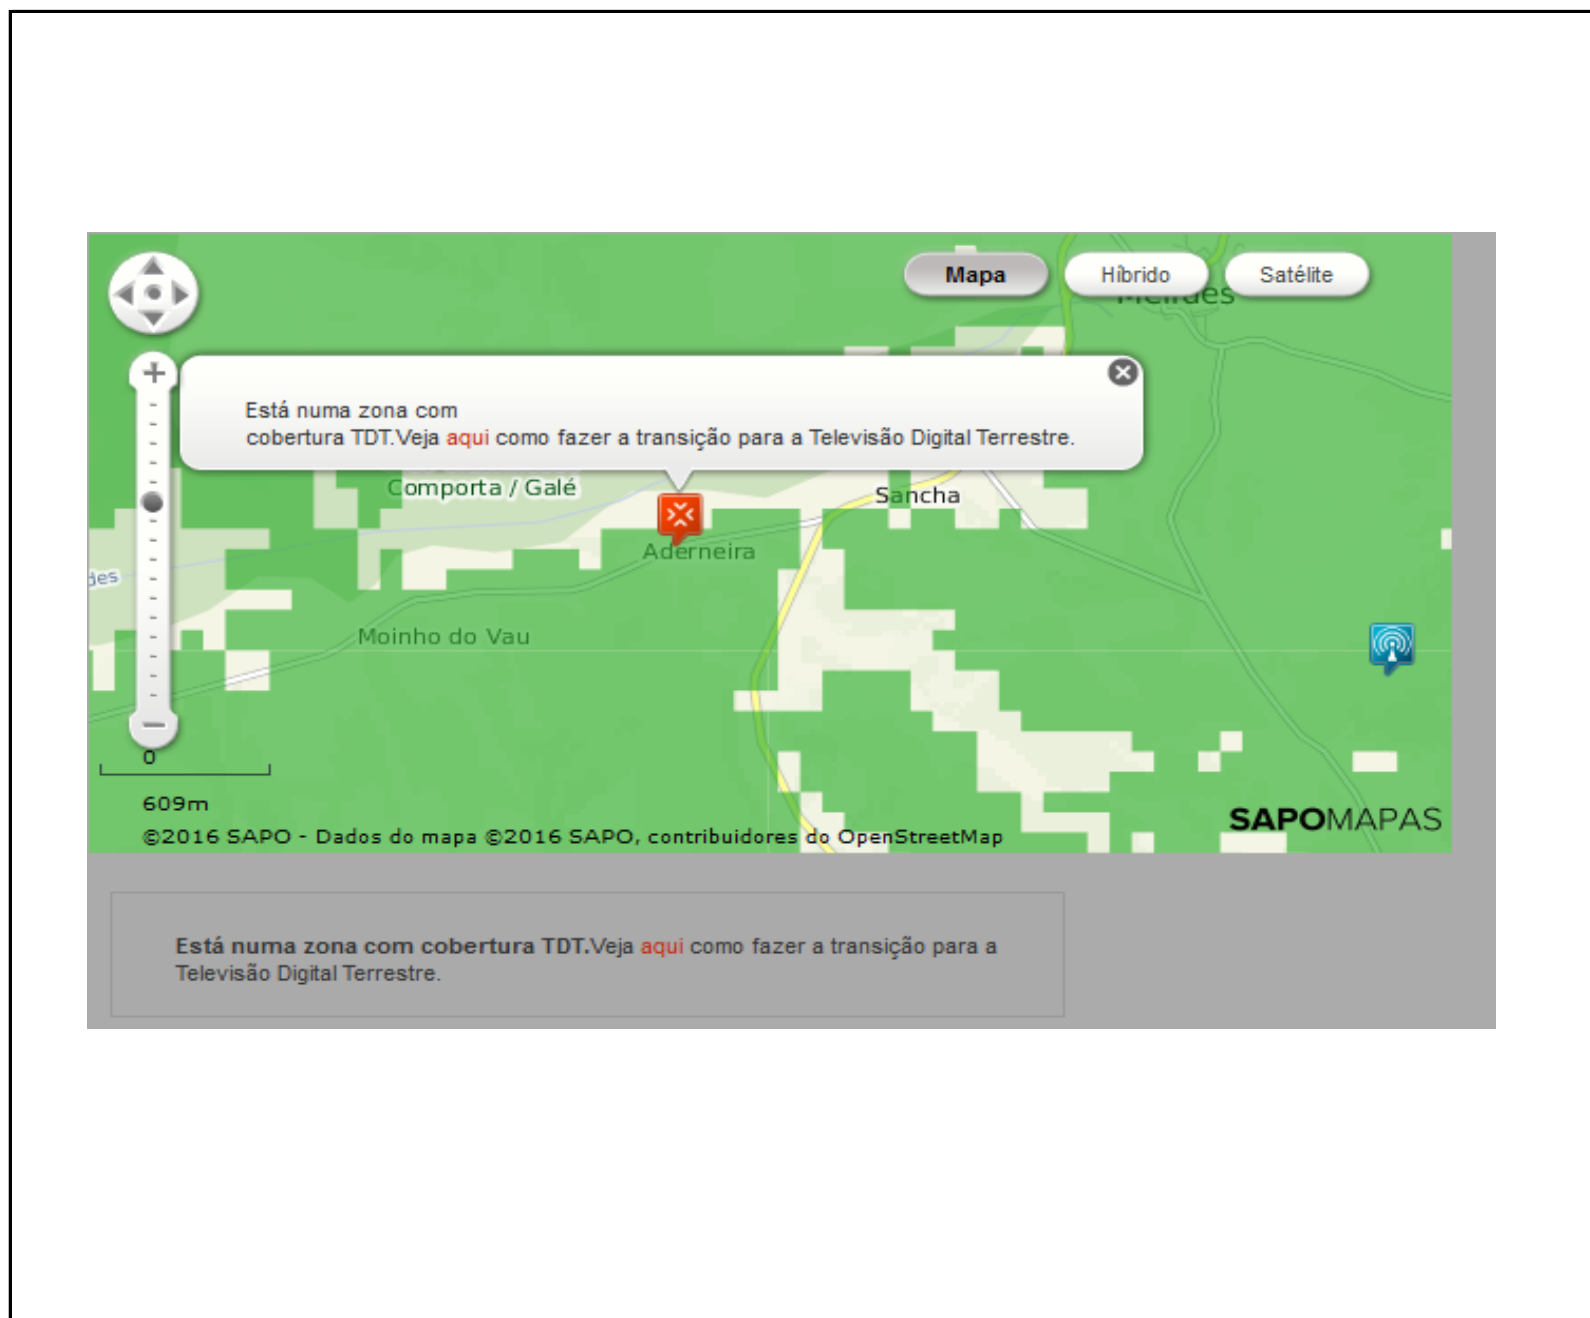 Mapa
Híbrido
Satélite
Está numa zona com
cobertura TDT.Veja aqui como fazer a transição para a Televisão Digital Terrestre.
Comporta / Galé
Sancha
Aderneira
des
Moinho do Vau
0
609m
SAPOMAPAS
©2016 SAPO - Dados do mapa ©2016 SAPO, contribuidores do OpenStreetMap
Está numa zona com cobertura TDT.Veja aqui como fazer a transição para a
Televisão Digital Terrestre.